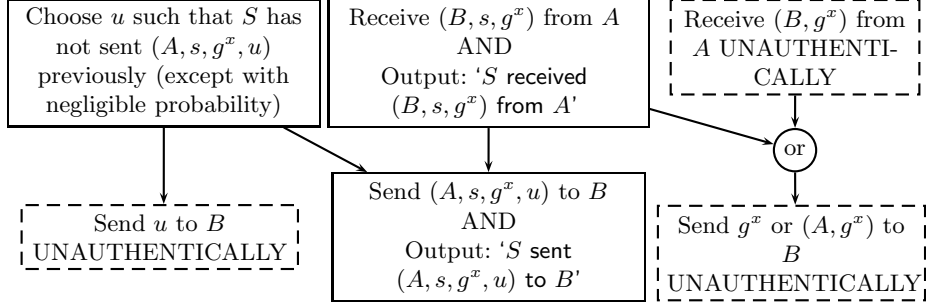 Choose u such that S has
not sent (A, s, g^x, u)
previously (except with
negligible probability)
Receive (B, s, g^x) from A
AND
Output: ‘S received
(B, s, g^x) from A’
Receive (B, g^x) from
A UNAUTHENTI-
CALLY
or
Send u to B
UNAUTHENTICALLY
Send (A, s, g^x, u) to B
AND
Output: ‘S sent
(A, s, g^x, u) to B’
Send g^x or (A, g^x) to
B
UNAUTHENTICALLY